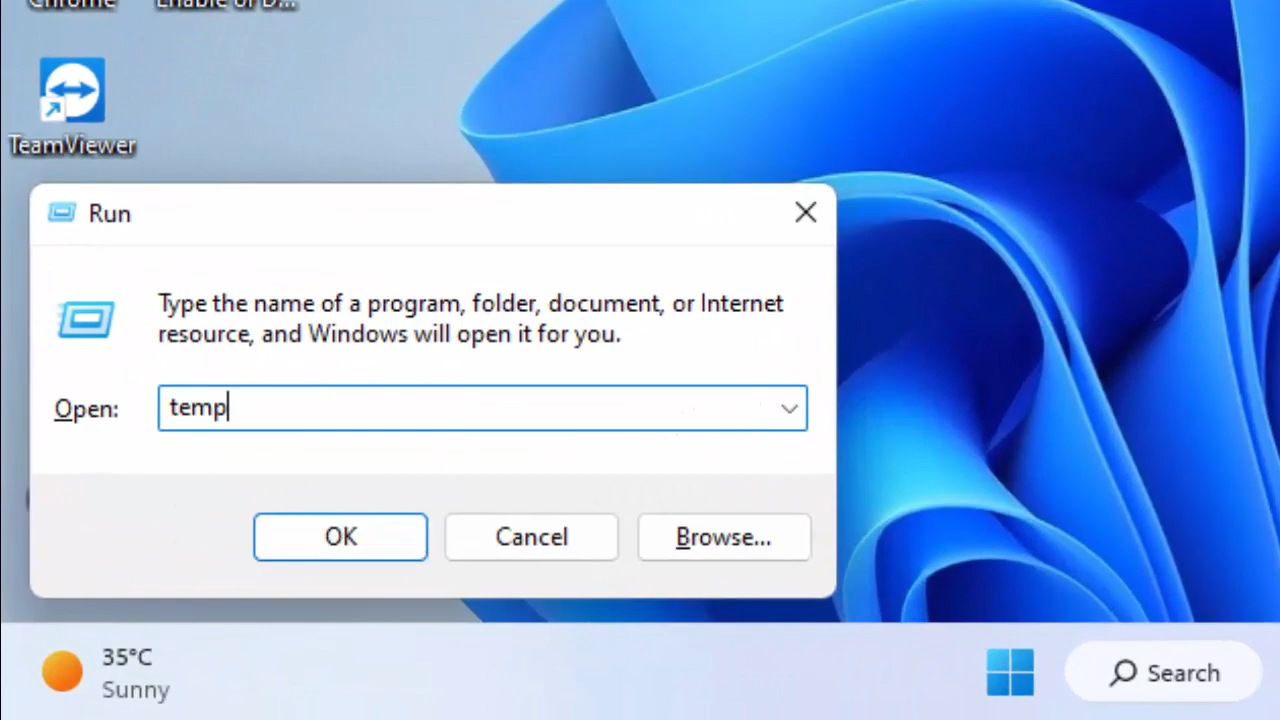 Chrome
Enable or D...
TeamViewer
Run
Type the name of a program, folder, document, or Internet
resource, and Windows will open it for you.
Open:
temp
OK
Cancel
Browse...
35°C
Sunny
Search